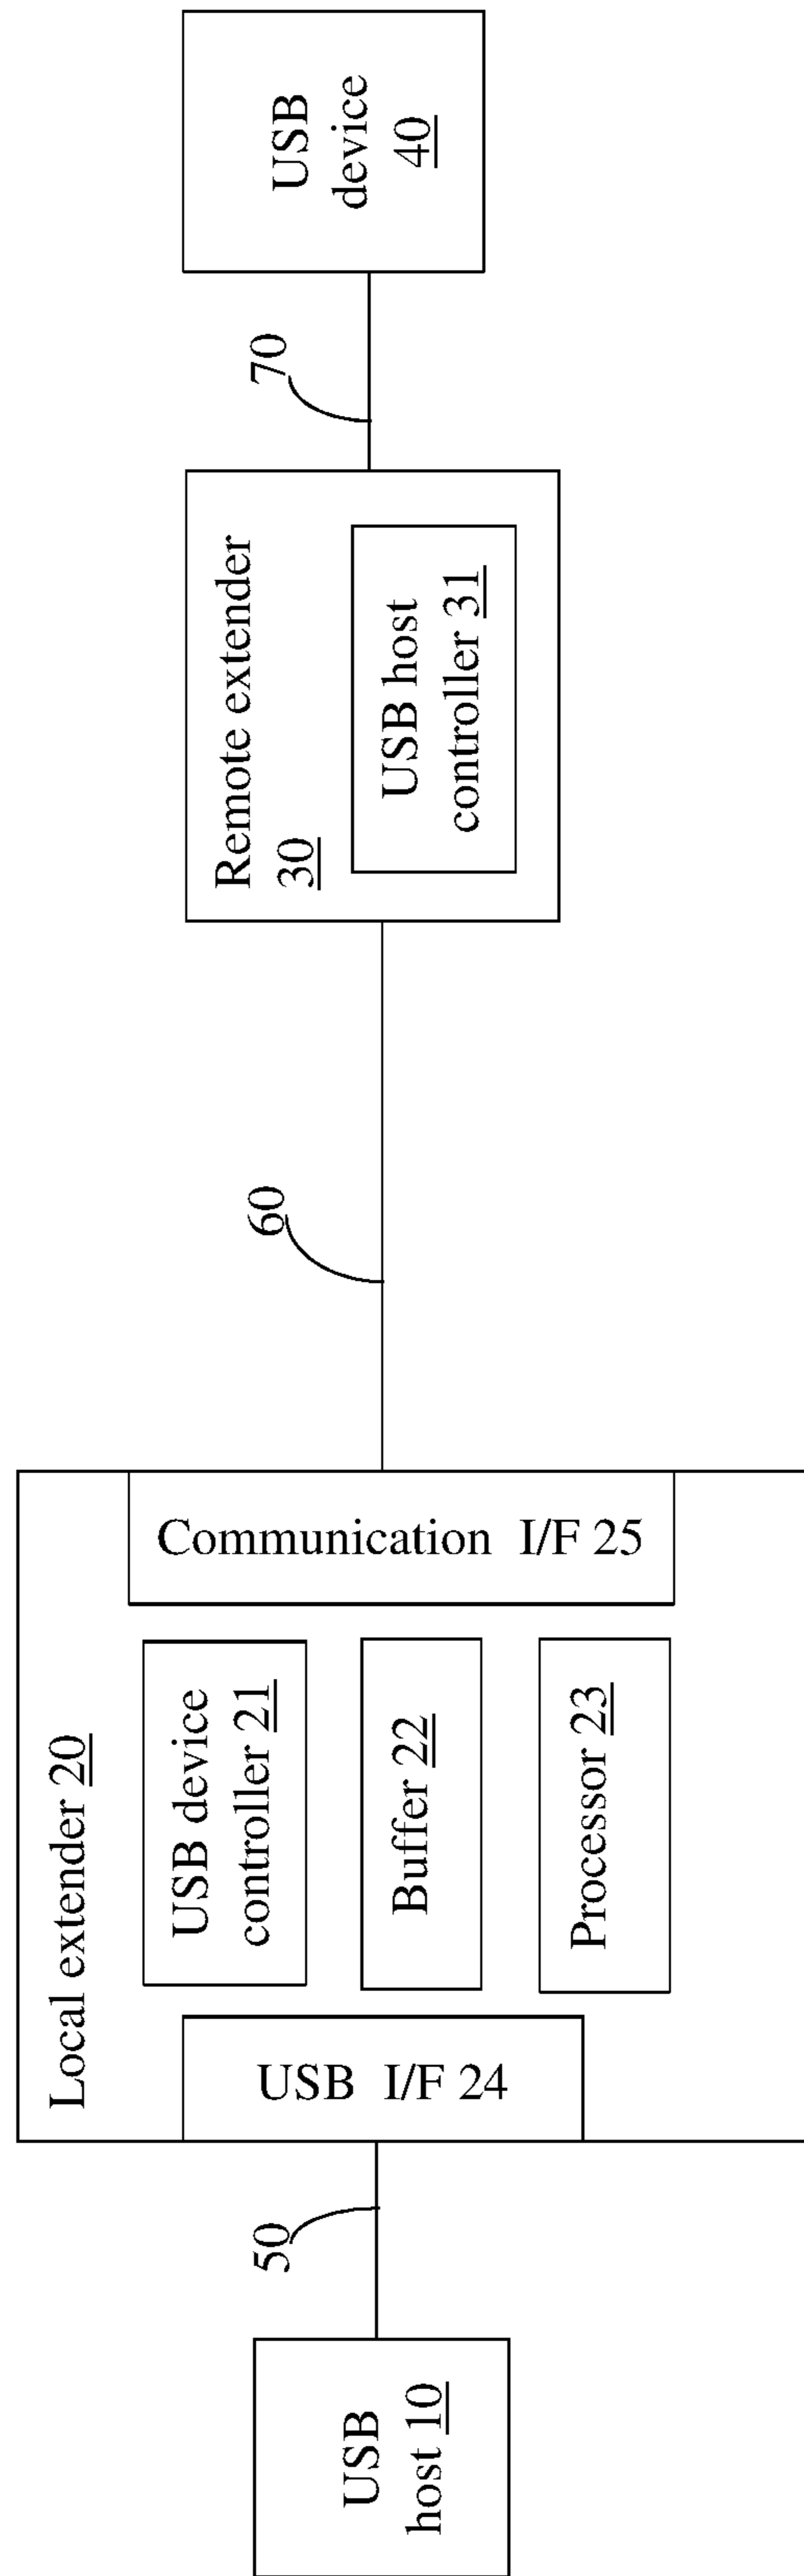 USB
host 10
50
Local extender 20
USB I/F 24
USB device
controller 21
Buffer 22
Processor 23
Communication I/F 25
60
Remote extender
30
USB host
controller 31
70
USB
device
40